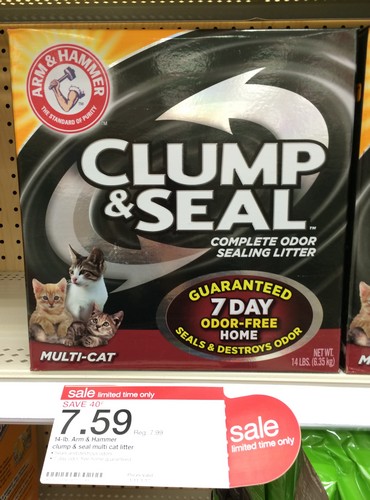 ARM & HAMMER
THE STANDARD OF PURITY
CLUMP
& SEAL™
COMPLETE ODOR
SEALING LITTER
GUARANTEED
7 DAY
ODOR-FREE
HOME
SEALS & DESTROYS ODOR
MULTI-CAT
NET WT.
14 LBS. (6.35 kg)
M
sale limited time only
SAVE 40¢
7.59 Reg. 7.99
14-lb. Arm & Hammer
clump & seal multi cat litter
sale
limited time only